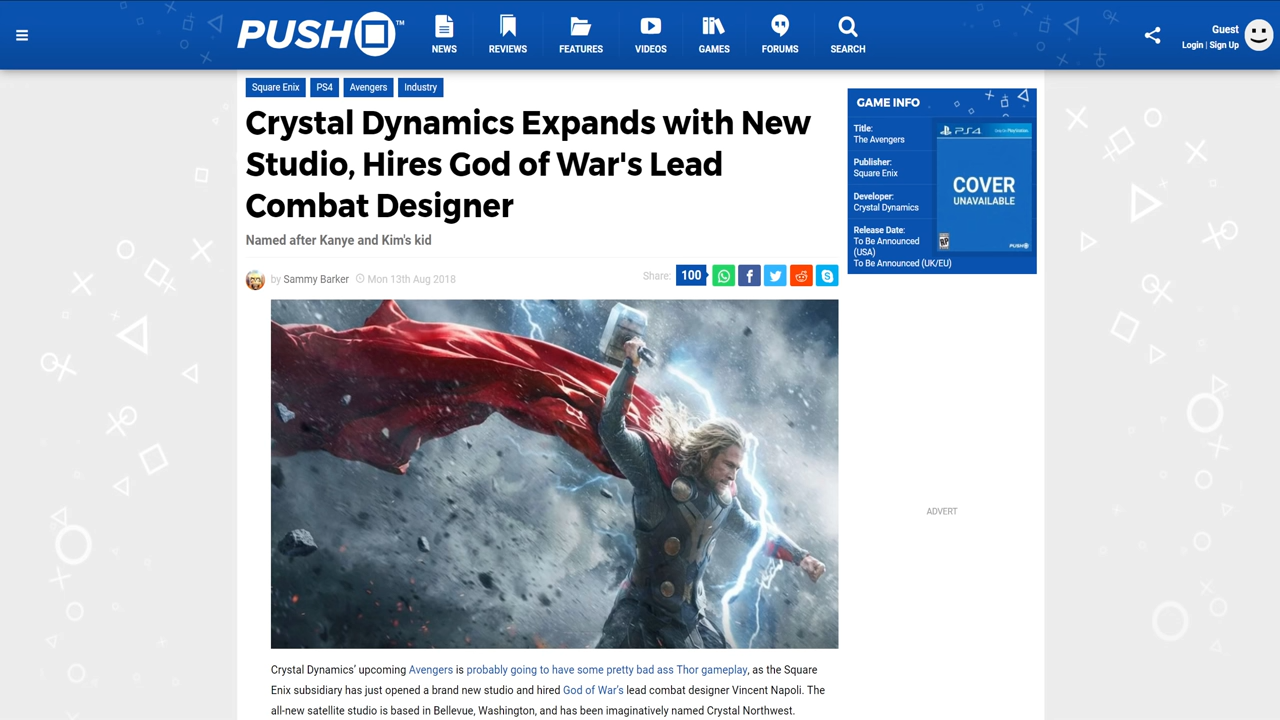 PUSH
TM
NEWS
REVIEWS
FEATURES
VIDEOS
GAMES
FORUMS
SEARCH
Guest
Login | Sign Up
Square Enix
PS4
Avengers
Industry
Crystal Dynamics Expands with New
Studio, Hires God of War's Lead
Combat Designer
Named after Kanye and Kim's kid
by Sammy Barker
Mon 13th Aug 2018
Share:
100
GAME INFO
Title:
The Avengers
Publisher:
Square Enix
Developer:
Crystal Dynamics
Release Date:
To Be Announced
(USA)
To Be Announced (UK/EU)
PS4
COVER
UNAVAILABLE
RP
PUSH
ADVERT
Crystal Dynamics’ upcoming Avengers is probably going to have some pretty bad ass Thor gameplay, as the Square
Enix subsidiary has just opened a brand new studio and hired God of War’s lead combat designer Vincent Napoli. The
all-new satellite studio is based in Bellevue, Washington, and has been imaginatively named Crystal Northwest.